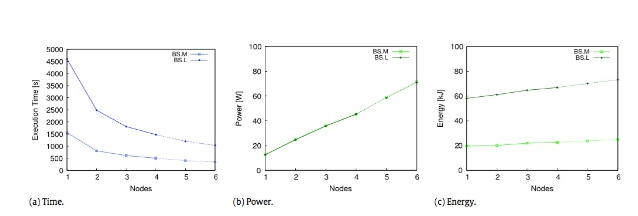 5000
4500
4000
3500
3000
2500
2000
1500
1000
500
0
Execution Time [s]
BS.M
BS.L
1 2 3 4 5 6
Nodes
(a) Time.
100
80
60
40
20
0
Power [W]
BS.M
BS.L
1 2 3 4 5 6
Nodes
(b) Power.
100
80
60
40
20
0
Energy [kJ]
BS.M
BS.L
1 2 3 4 5 6
Nodes
(c) Energy.